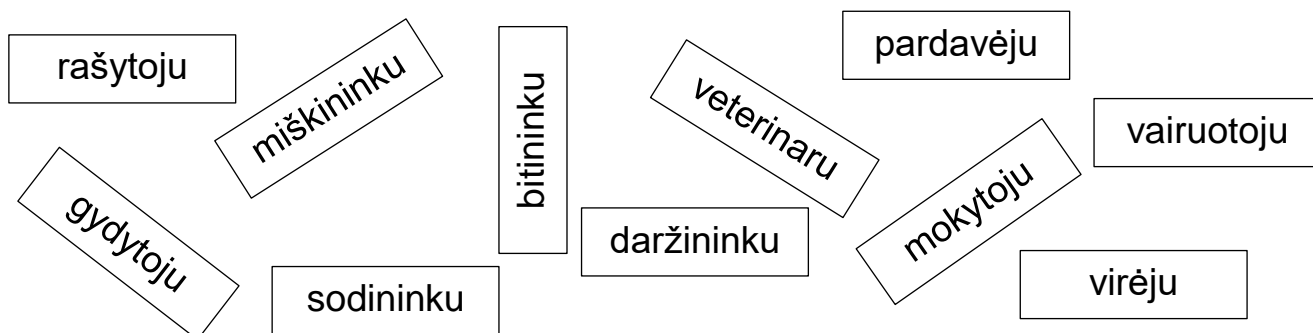 rašytoju
miškininku
bitininku
veterinaru
pardavėju
vairuotoju
gydytoju
sodininku
daržininku
mokytoju
virėju